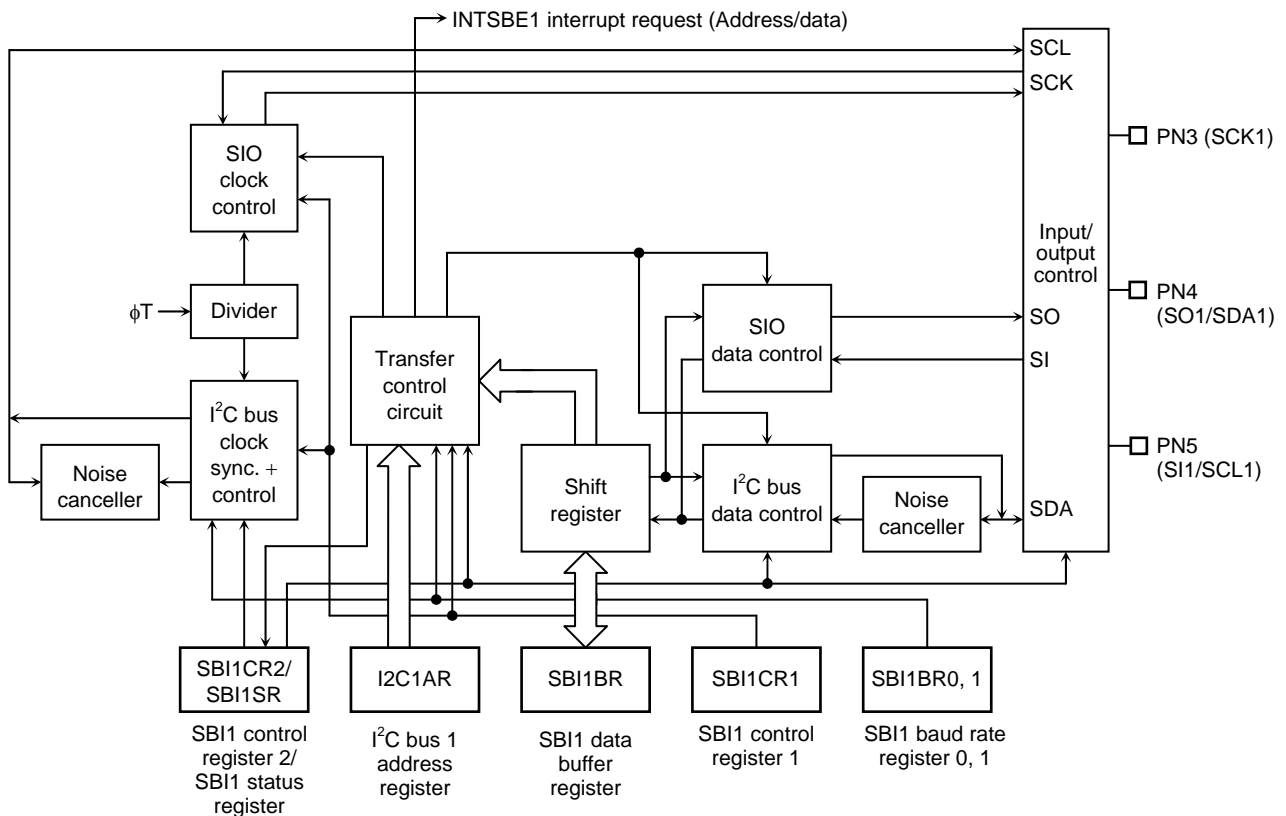 INTSBE1 interrupt request (Address/data)
SCL
SCK
PN3 (SCK1)
SIO
clock
control
Input/
output
control
φT
Divider
PN4
(SO1/SDA1)
SIO
data control
SO
SI
Transfer
control
circuit
I²C bus
clock
sync. +
control
Noise
canceller
Shift
register
I²C bus
data control
Noise
canceller
SDA
PN5
(SI1/SCL1)
SBI1CR2/
SBI1SR
I2C1AR
SBI1BR
SBI1CR1
SBI1BR0, 1
SBI1 control
register 2/
SBI1 status
register
I²C bus 1
address
register
SBI1 data
buffer
register
SBI1 control
register 1
SBI1 baud rate
register 0, 1